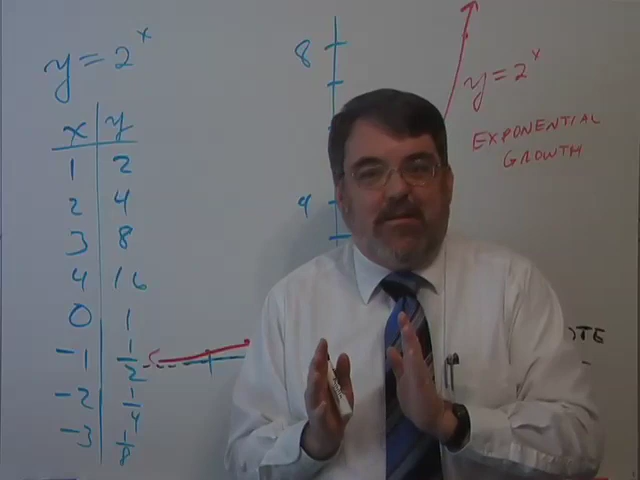 y = 2^x
x y
1 2
2 4
3 8
4 16
0 1
-1 1/2
-2 1/4
-3 1/8
8
4
y = 2^x
EXPONENTIAL
GROWTH
OTE